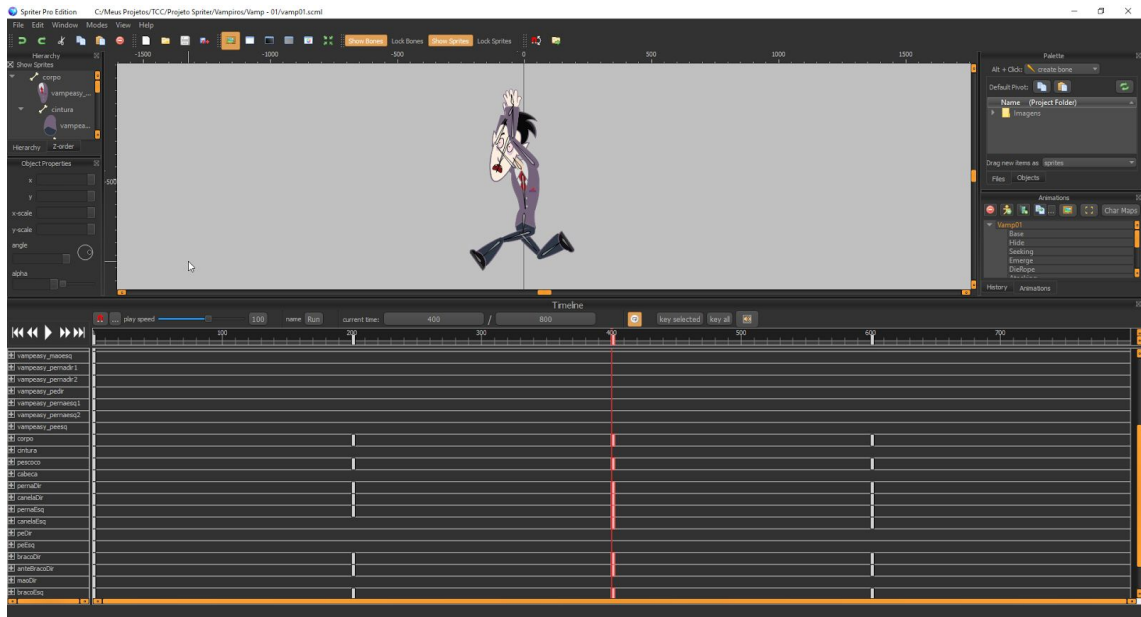 Spriter Pro Edition C:/Meus Projetos/TCC/Projeto Spriter/Vampiros/Vamp - 01/vamp01.scml
File Edit Window Modes View Help
Show Bones Lock Bones Show Sprites Lock Sprites
Hierarchy
Show Sprites
corpo
vampeasy_...
cintura
vampea...
Hierarchy Z-order
Object Properties
x
y
x-scale
y-scale
angle
alpha
-1500 -1000 -500 0 500 1000 1500
-500
Palette
Alt + Click: create bone
Default Pivot:
Name (Project Folder)
Imagens
Drag new items as sprites
Files Objects
Animations
Char Maps
Vamp01
Base
Hide
Seeking
Emerge
DieRope
History Animations
Timeline
... play speed 100 name Run current time: 400 / 800 key selected key all
100 200 300 400 500 600 700
vampeasy_maoesq
vampeasy_pernadir1
vampeasy_pernadir2
vampeasy_pedir
vampeasy_pernaesq1
vampeasy_pernaesq2
vampeasy_peesq
corpo
cintura
pescoco
cabeca
pernaDir
canelaDir
pernaEsq
canelaEsq
peDir
peEsq
bracoDir
anteBracoDir
maoDir
bracoEsq